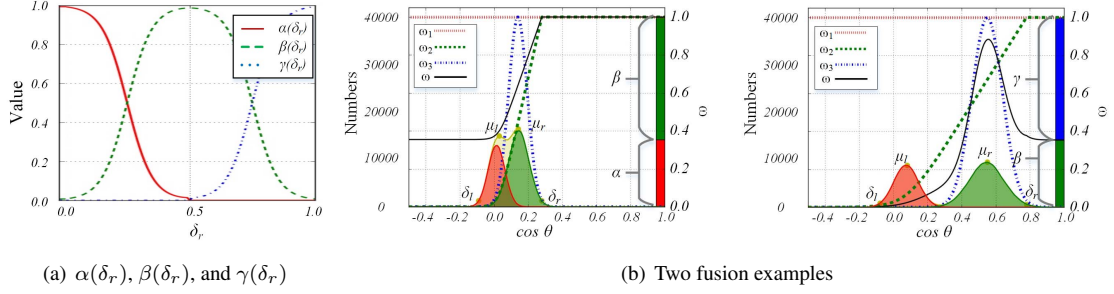 1.0
0.8
0.6
0.4
0.2
0.0
Value
α(δr)
β(δr)
γ(δr)
0.0
0.5
1.0
δr
(a) α(δr), β(δr), and γ(δr)
40000
30000
20000
10000
0
Numbers
ω1
ω2
ω3
ω
μl
μr
δl
δr
β
α
1.0
0.8
0.6
0.4
0.2
0.0
ω
-0.4 -0.2 0.0 0.2 0.4 0.6 0.8 1.0
cos θ
40000
30000
20000
10000
0
Numbers
ω1
ω2
ω3
ω
μl
μr
δl
δr
γ
β
1.0
0.8
0.6
0.4
0.2
0.0
ω
-0.4 -0.2 0.0 0.2 0.4 0.6 0.8 1.0
cos θ
(b) Two fusion examples